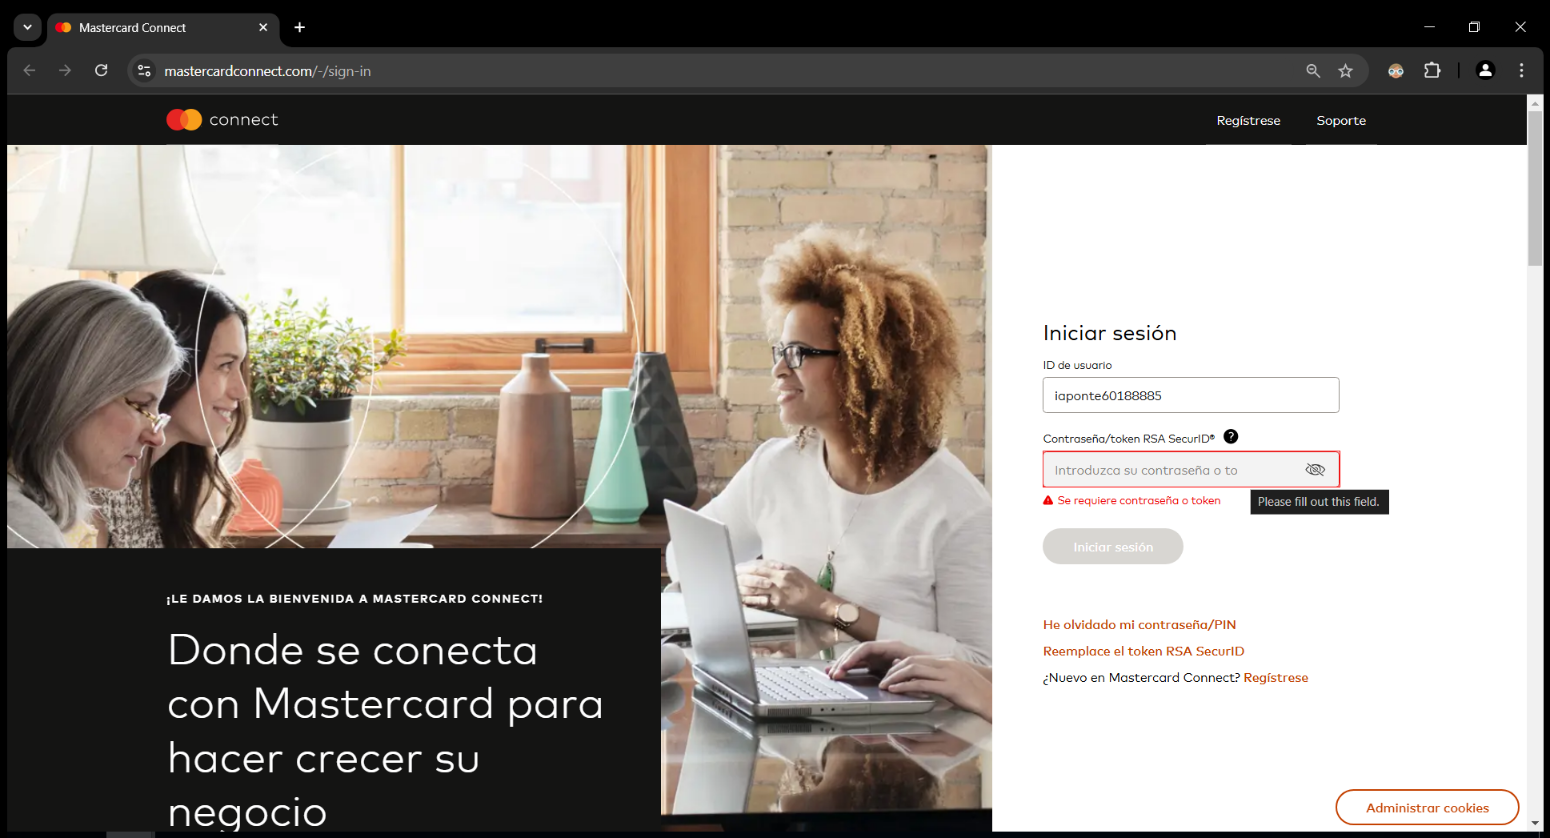 Mastercard Connect
mastercardconnect.com/-/sign-in
connect
Regístrese
Soporte
Iniciar sesión
ID de usuario
iaponte60188885
Contraseña/token RSA SecurID®
?
Introduzca su contraseña o to
Se requiere contraseña o token
Please fill out this field.
Iniciar sesión
He olvidado mi contraseña/PIN
Reemplace el token RSA SecurID
¿Nuevo en Mastercard Connect? Regístrese
¡LE DAMOS LA BIENVENIDA A MASTERCARD CONNECT!
Donde se conecta
con Mastercard para
hacer crecer su
negocio
Administrar cookies